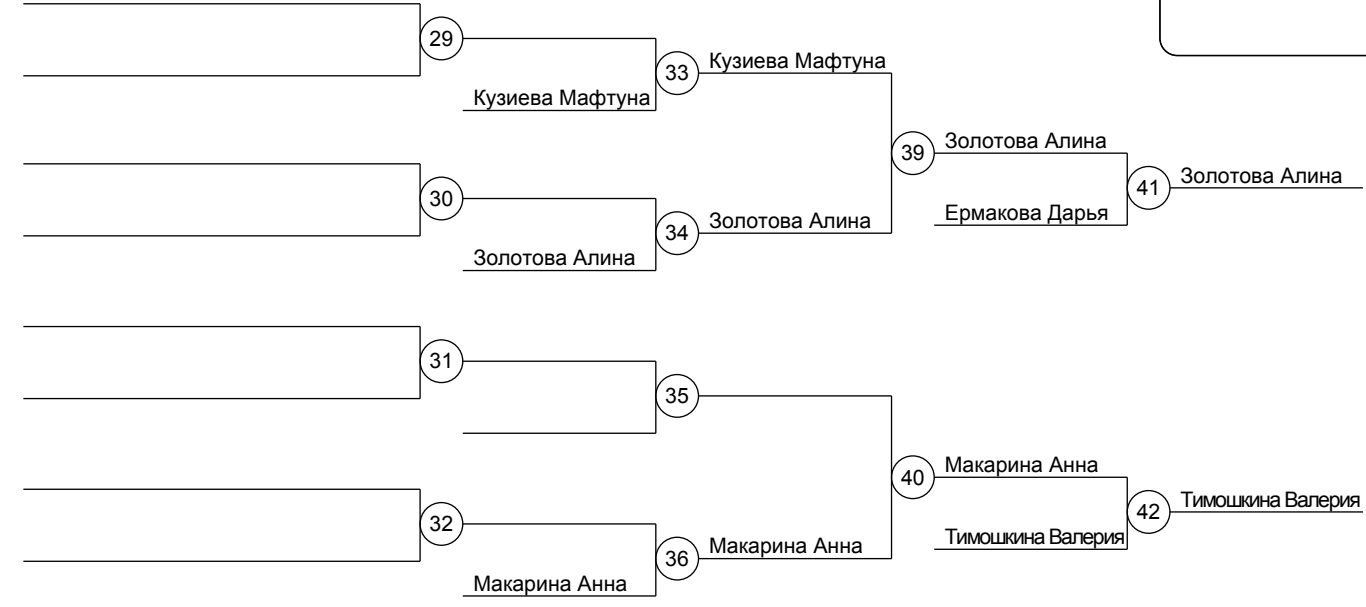 29
Кузиева Мафтуна
33
Кузиева Мафтуна
39
Золотова Алина
Золотова Алина
41
30
Ермакова Дарья
34
Золотова Алина
Золотова Алина
31
35
40
Макарина Анна
Тимошкина Валерия
42
32
Тимошкина Валерия
36
Макарина Анна
Макарина Анна